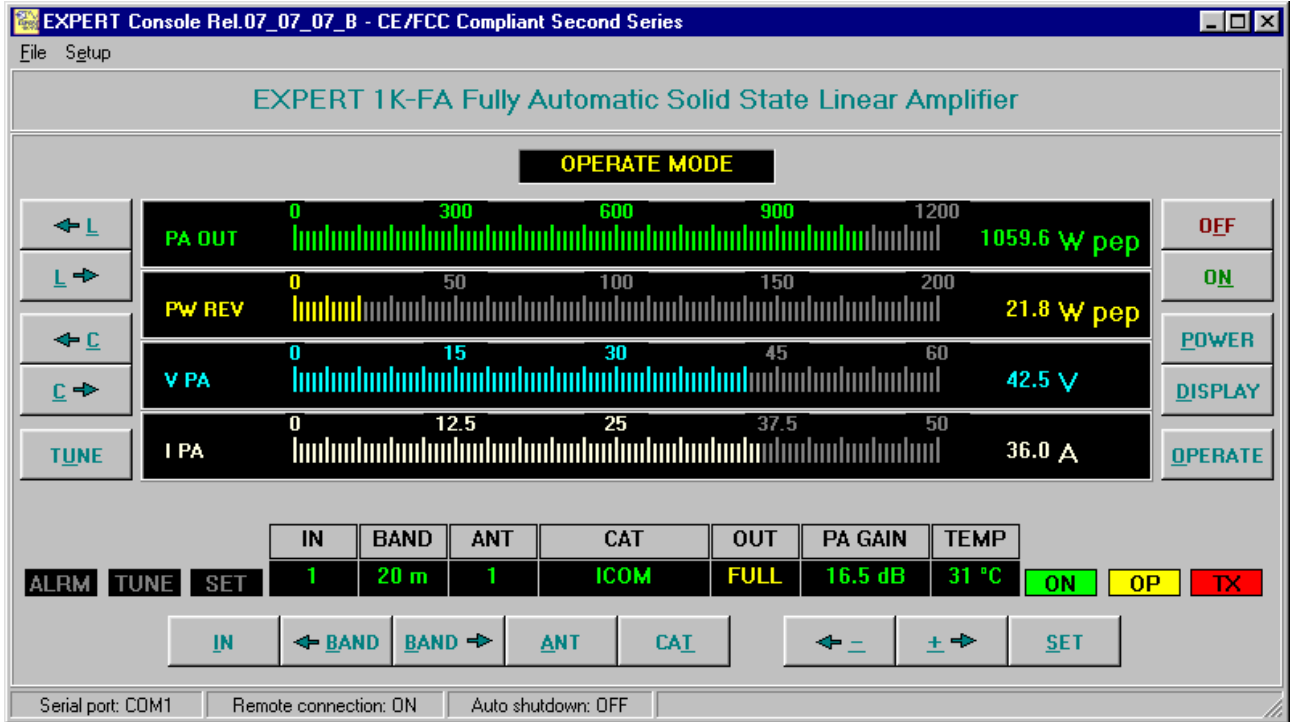 EXPERT Console Rel.07_07_07_B - CE/FCC Compliant Second Series
File Setup
EXPERT 1K-FA Fully Automatic Solid State Linear Amplifier
OPERATE MODE
L
L
C
C
TUNE
0 300 600 900 1200
PA OUT 1059.6 W pep
0 50 100 150 200
PW REV 21.8 W pep
0 15 30 45 60
V PA 42.5 V
0 12.5 25 37.5 50
I PA 36.0 A
OFF
ON
POWER
DISPLAY
OPERATE
IN BAND ANT CAT OUT PA GAIN TEMP
ALRM TUNE SET 1 20 m 1 ICOM FULL 16.5 dB 31 °C ON OP TX
IN BAND BAND ANT CAT - + SET
Serial port: COM1 Remote connection: ON Auto shutdown: OFF